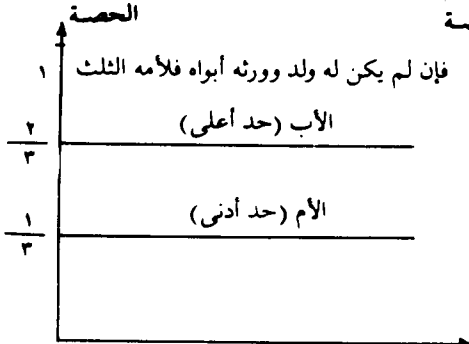 الحصة
فإن لم يكن له ولد وورثه أبواه فلأمه الثلث
١
الأب (حد أعلى)
٢
٣
الأم (حد أدنى)
١
٣